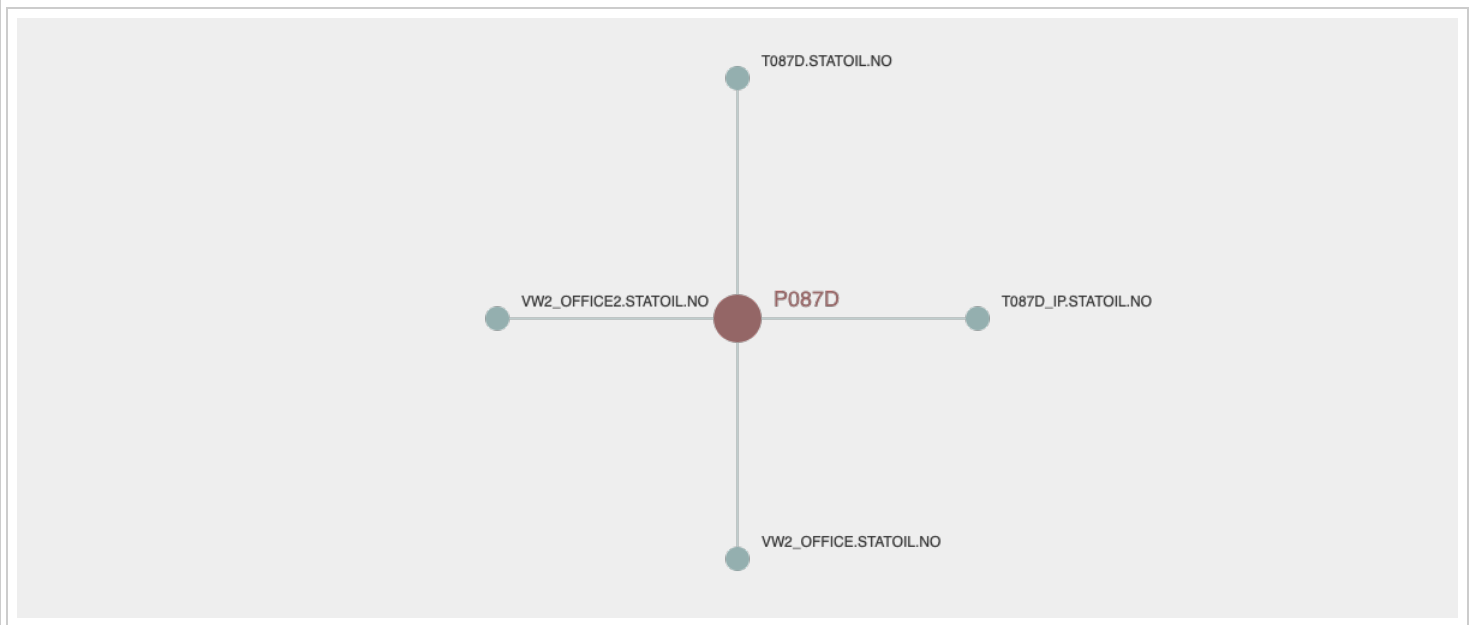 T087D.STATOIL.NO
VW2_OFFICE2.STATOIL.NO
P087D
T087D_IP.STATOIL.NO
VW2_OFFICE.STATOIL.NO